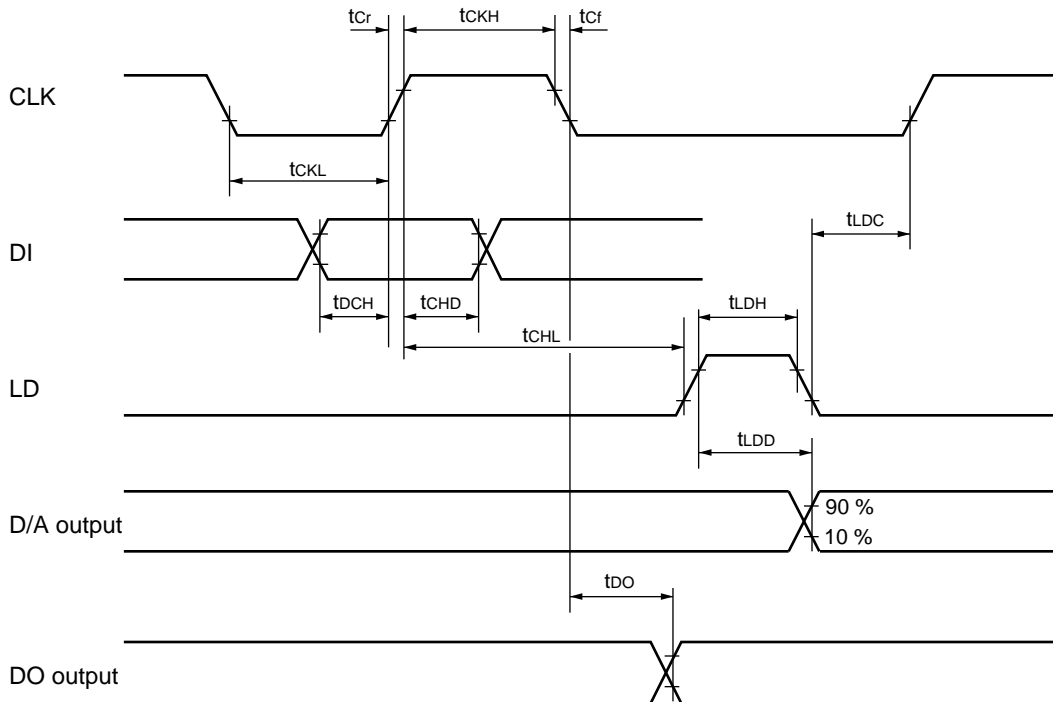 tCr tCKH tCf
CLK
tCKL
tLDC
DI
tDCH tCHD tLDH
tCHL
LD
tLDD
D/A output
90 %
10 %
tDO
DO output